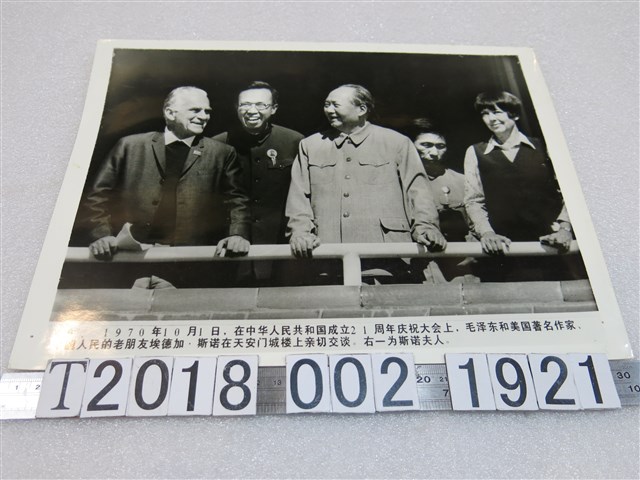 1970年10月1日，在中华人民共和国成立21周年庆祝大会上，毛泽东和美国著名作家、
人民的老朋友埃德加·斯诺在天安门城楼上亲切交谈。右一为斯诺夫人。
T2018 002 1921